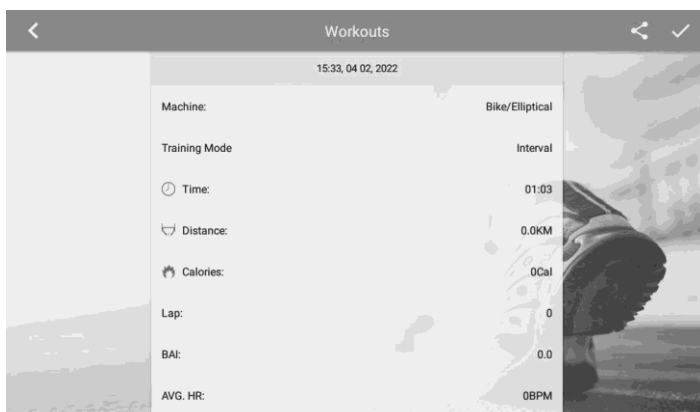 Workouts
15:33, 04 02, 2022
Machine: Bike/Elliptical
Training Mode Interval
Time: 01:03
Distance: 0.0KM
Calories: 0Cal
Lap: 0
BAI: 0.0
AVG. HR: 0BPM